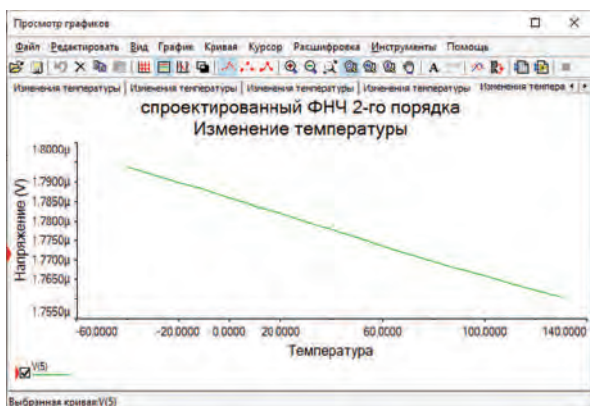 Просмотр графиков
Файл Редактировать Вид График Кривая Курсор Расшифровка Инструменты Помощь
Изменения температуры Изменения температуры Изменения температуры Изменения температуры Изменения темпера
спроектированный ФНЧ 2-го порядка
Изменение температуры
Напряжение (V)
1.8000µ
1.7900µ
1.7850µ
1.7800µ
1.7750µ
1.7700µ
1.7650µ
1.7550µ
-60.0000 -20.0000 0.0000 20.0000 60.0000 100.0000 140.0000
Температура
V(5)
Выбранная кривая:V(5)